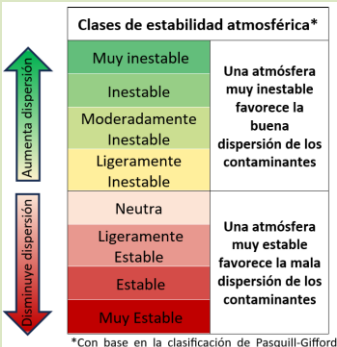 Clases de estabilidad atmosférica*
Aumenta dispersión
Muy inestable
Inestable
Moderadamente
Inestable
Ligeramente
Inestable
Una atmósfera
muy inestable
favorece la
buena
dispersión de los
contaminantes
Disminuye dispersión
Neutra
Ligeramente
Estable
Estable
Muy Estable
Una atmósfera
muy estable
favorece la mala
dispersión de los
contaminantes
*Con base en la clasificación de Pasquill-Gifford